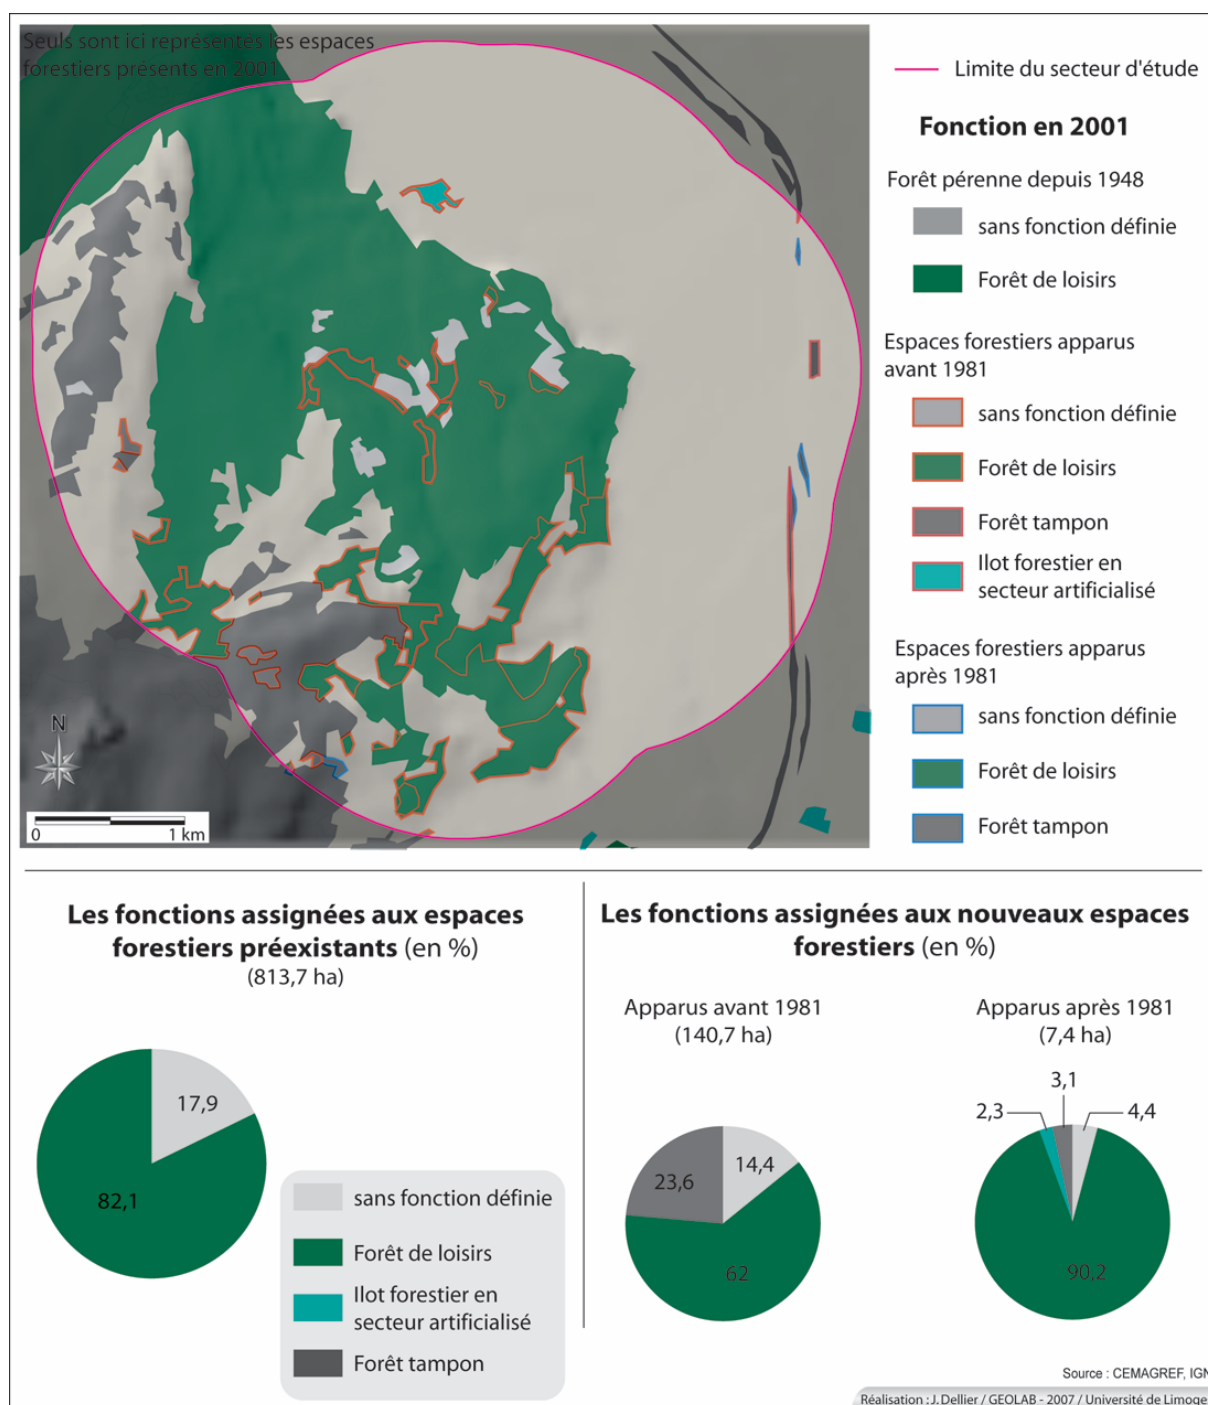 Seuls sont ici représentés les espaces
forestiers présents en 2001
N
0
1 km
Limite du secteur d'étude
Fonction en 2001
Forêt pérenne depuis 1948
sans fonction définie
Forêt de loisirs
Espaces forestiers apparus
avant 1981
sans fonction définie
Forêt de loisirs
Forêt tampon
Ilot forestier en
secteur artificialisé
Espaces forestiers apparus
après 1981
sans fonction définie
Forêt de loisirs
Forêt tampon
Les fonctions assignées aux espaces
forestiers préexistants (en %)
(813,7 ha)
17,9
82,1
sans fonction définie
Forêt de loisirs
Ilot forestier en
secteur artificialisé
Forêt tampon
Les fonctions assignées aux nouveaux espaces
forestiers (en %)
Apparus avant 1981
(140,7 ha)
23,6
14,4
62
Apparus après 1981
(7,4 ha)
3,1
2,3
4,4
90,2
Source : CEMAGREF, IGN
Réalisation : J. Dellier / GEOLAB - 2007 / Université de Limoge